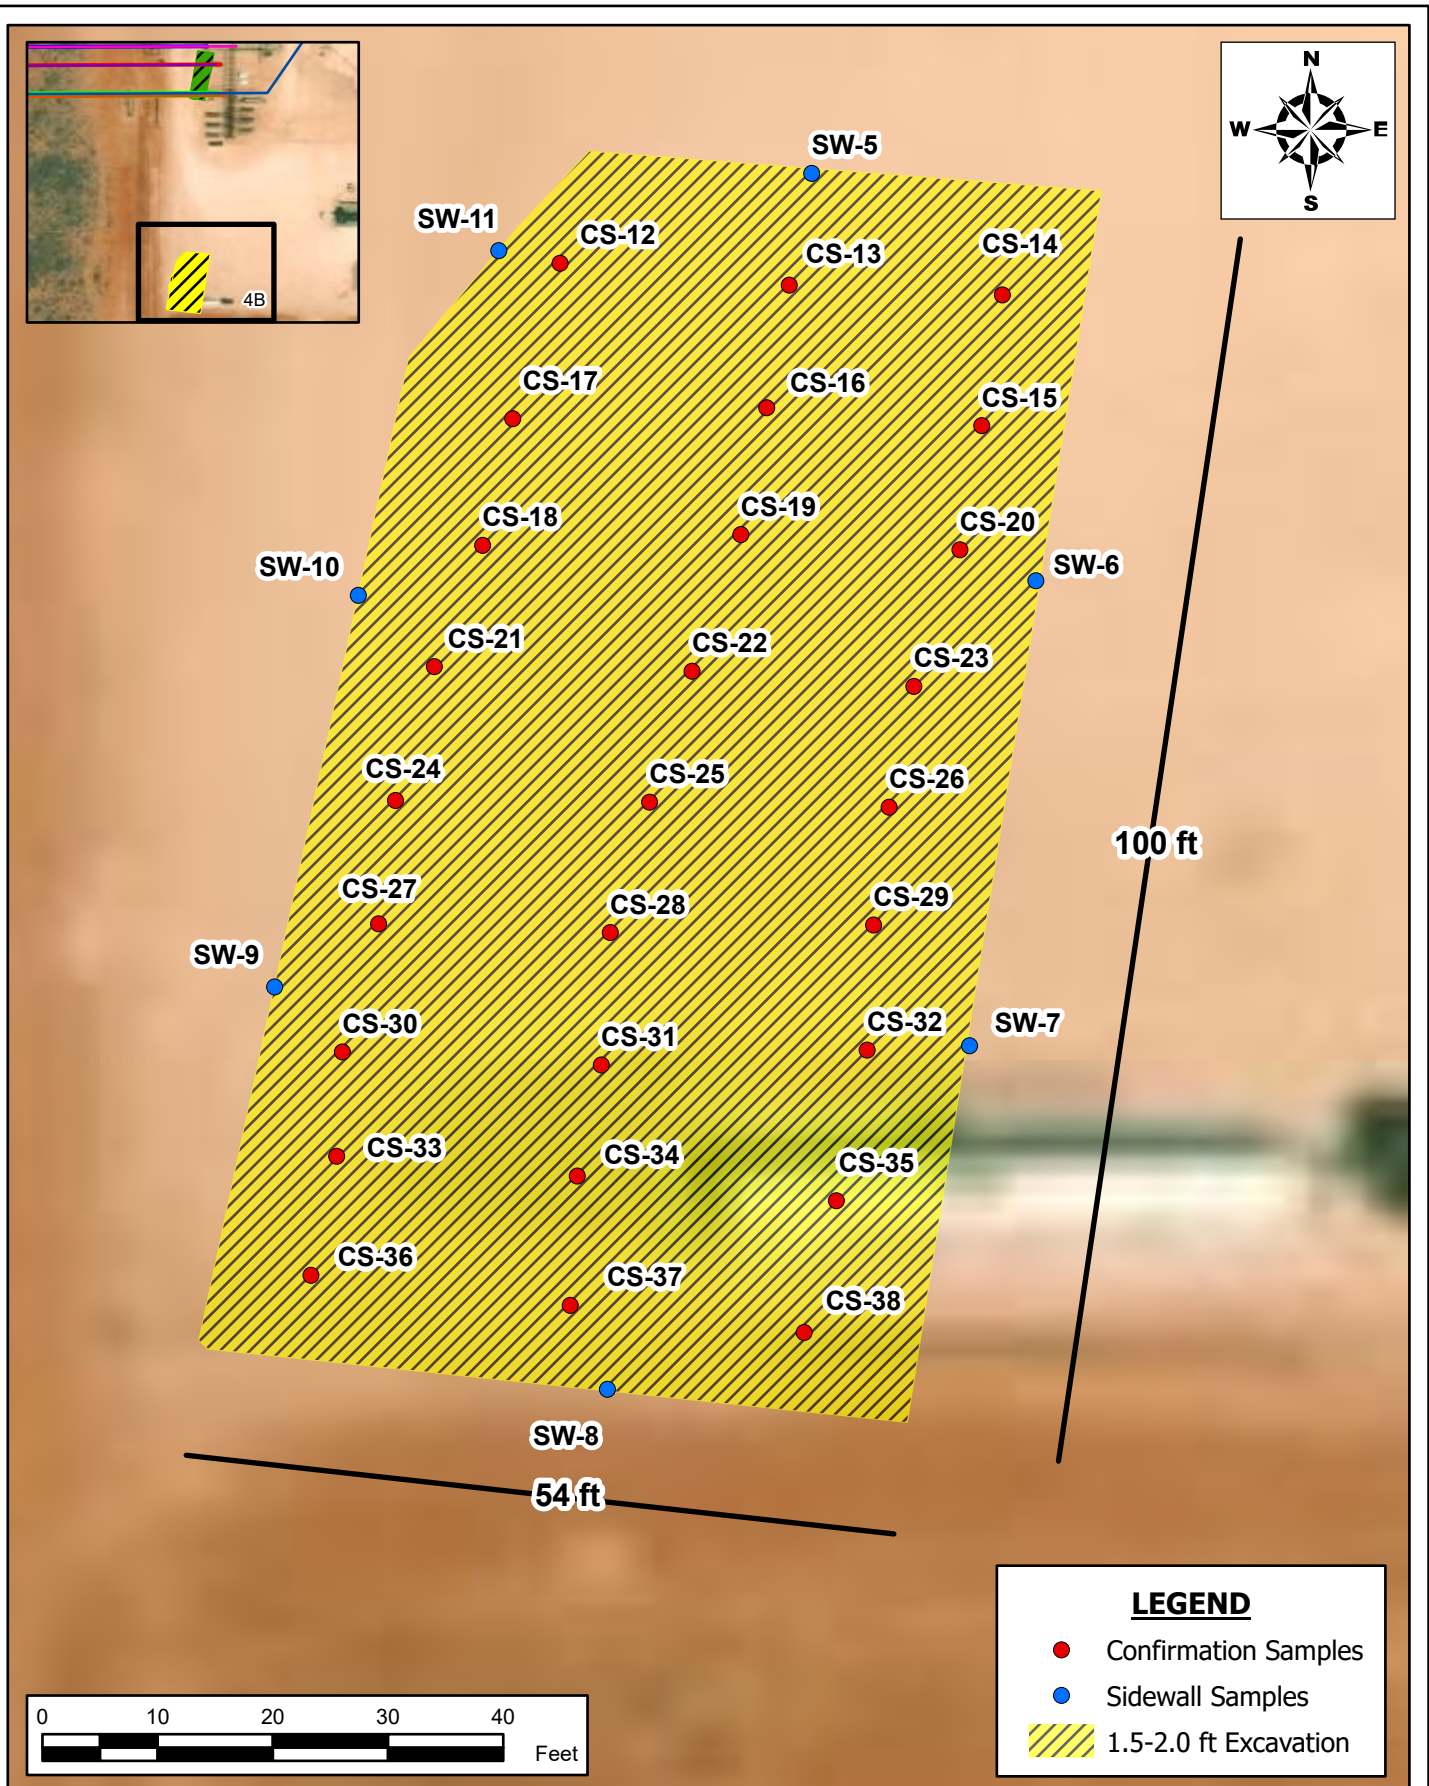 N
W E
S
4B
SW-5
SW-11
CS-12
CS-13
CS-14
CS-17
CS-16
CS-15
CS-18
CS-19
CS-20
SW-10
SW-6
CS-21
CS-22
CS-23
CS-24
CS-25
CS-26
100 ft
CS-27
CS-28
CS-29
SW-9
CS-30
CS-31
CS-32
SW-7
CS-33
CS-34
CS-35
CS-36
CS-37
CS-38
SW-8
54 ft
LEGEND
Confirmation Samples
Sidewall Samples
1.5-2.0 ft Excavation
0 10 20 30 40
Feet